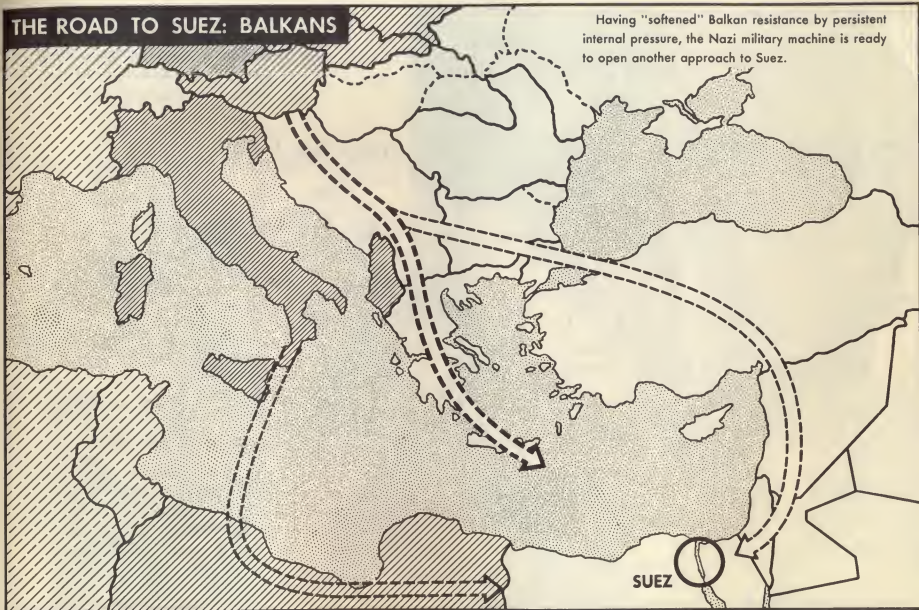 THE ROAD TO SUEZ: BALKANS
Having "softened" Balkan resistance by persistent
internal pressure, the Nazi military machine is ready
to open another approach to Suez.
SUEZ